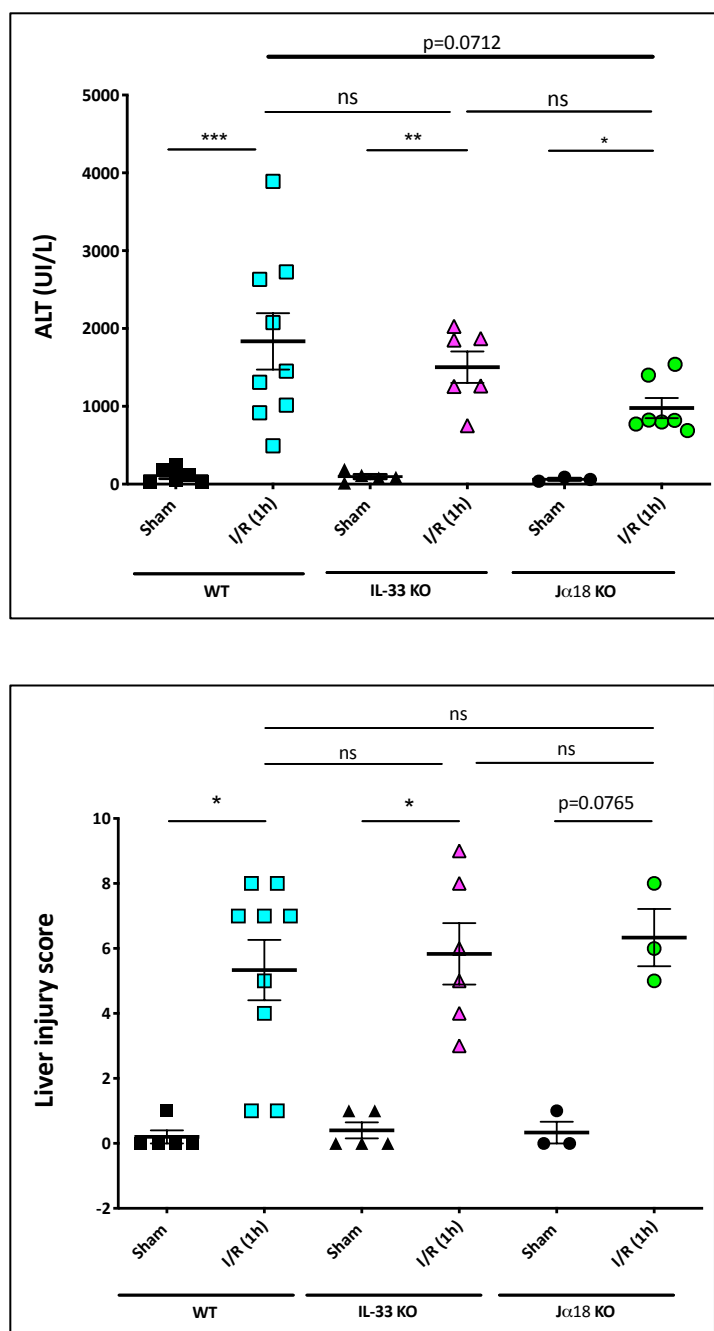 p=0.0712
ns ns
*** ** *
5000
4000
3000
2000
1000
0
ALT (UI/L)
Sham I/R (1h) Sham I/R (1h) Sham I/R (1h)
WT IL-33 KO Jα18 KO
ns
ns ns
* * p=0.0765
10
8
6
4
2
0
-2
Liver injury score
Sham I/R (1h) Sham I/R (1h) Sham I/R (1h)
WT IL-33 KO Jα18 KO